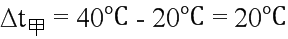 Δt甲 = 40℃ - 20℃ = 20℃